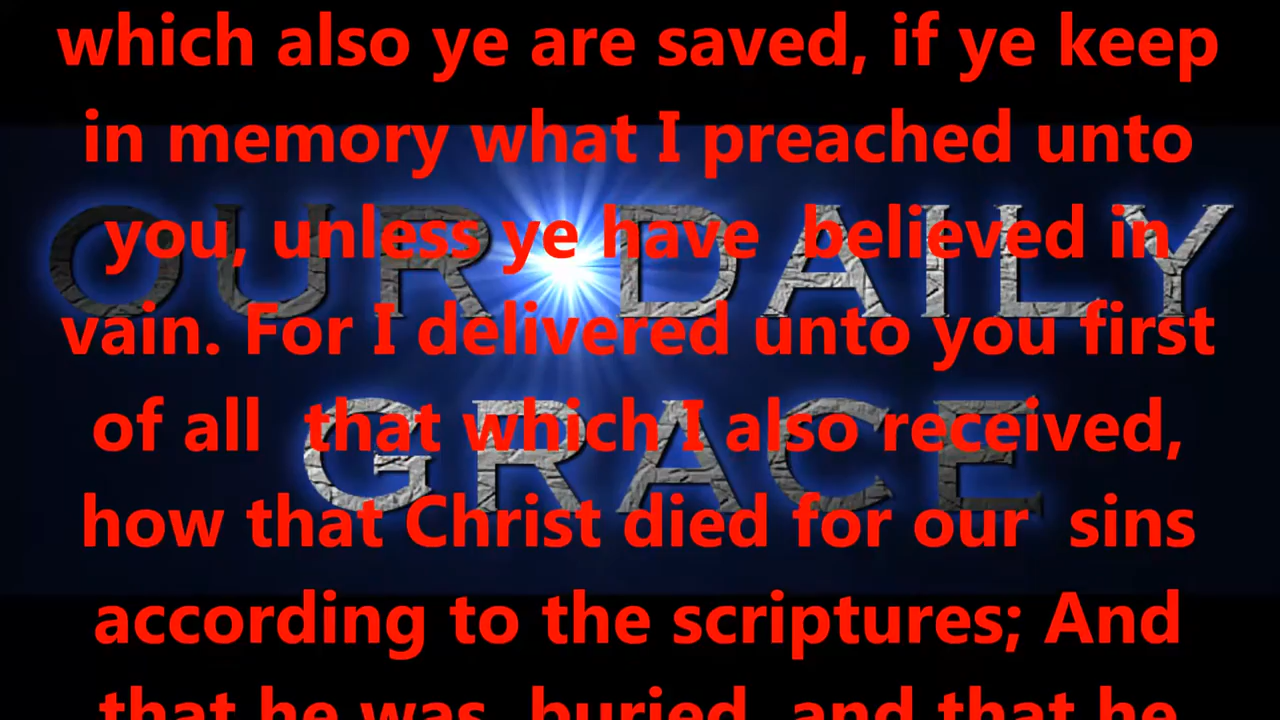 which also ye are saved, if ye keep
in memory what I preached unto
you, unless ye have believed in
vain. For I delivered unto you first
of all that which I also received,
how that Christ died for our sins
according to the scriptures; And
that he was buried, and that he
OUR DAILY
GRACE